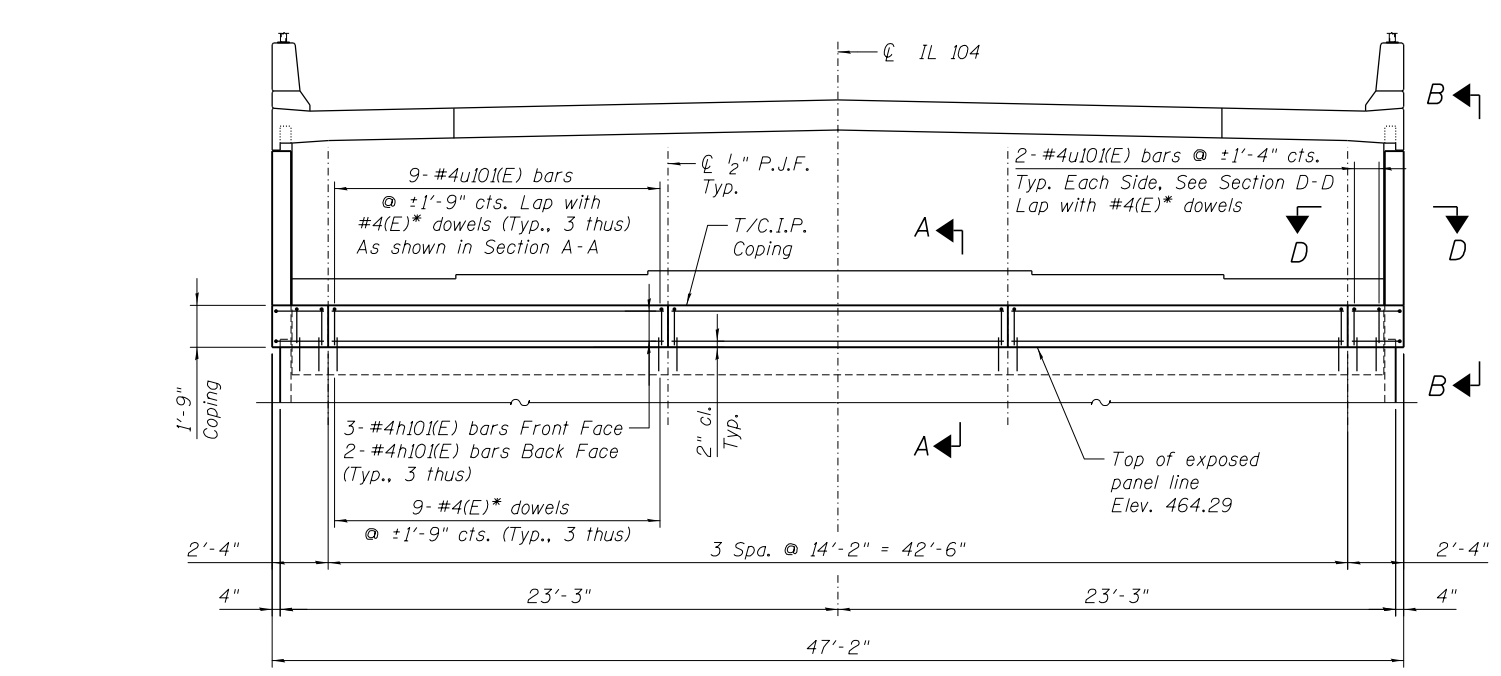 ℄ IL 104
B
9-#4u101(E) bars
@ ±1'-9" cts. Lap with
#4(E)* dowels (Typ., 3 thus)
As shown in Section A-A
℄ ½" P.J.F.
Typ.
2-#4u101(E) bars @ ±1'-4" cts.
Typ. Each Side, See Section D-D
Lap with #4(E)* dowels
T/C.I.P.
Coping
A
D
D
1'-9"
Coping
B
3-#4h101(E) bars Front Face
2-#4h101(E) bars Back Face
(Typ., 3 thus)
2" cl.
Typ.
A
Top of exposed
panel line
Elev. 464.29
9-#4(E)* dowels
@ ±1'-9" cts. (Typ., 3 thus)
2'-4"
3 Spa. @ 14'-2" = 42'-6"
2'-4"
4"
23'-3"
23'-3"
4"
47'-2"